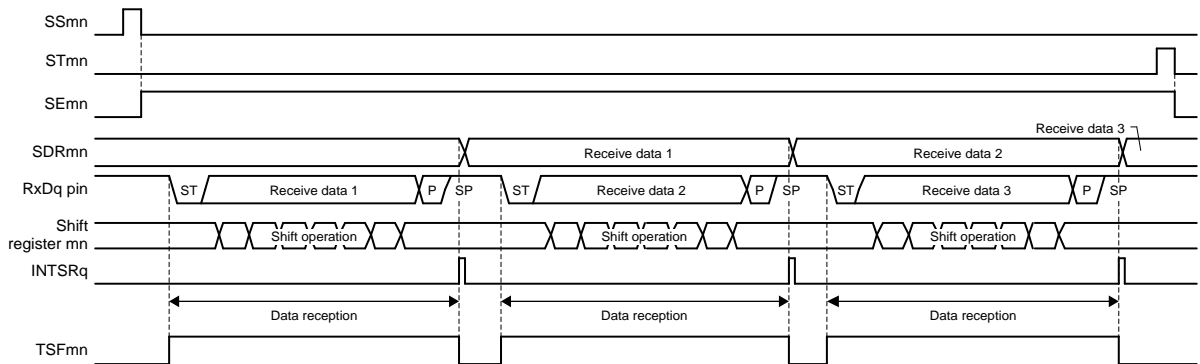 SSmn
STmn
SEmn
SDRmn
Receive data 1
Receive data 2
Receive data 3
RxDq pin
ST
Receive data 1
P
SP
ST
Receive data 2
P
SP
ST
Receive data 3
P
SP
Shift
register mn
Shift operation
Shift operation
Shift operation
INTSRq
Data reception
Data reception
Data reception
TSFmn